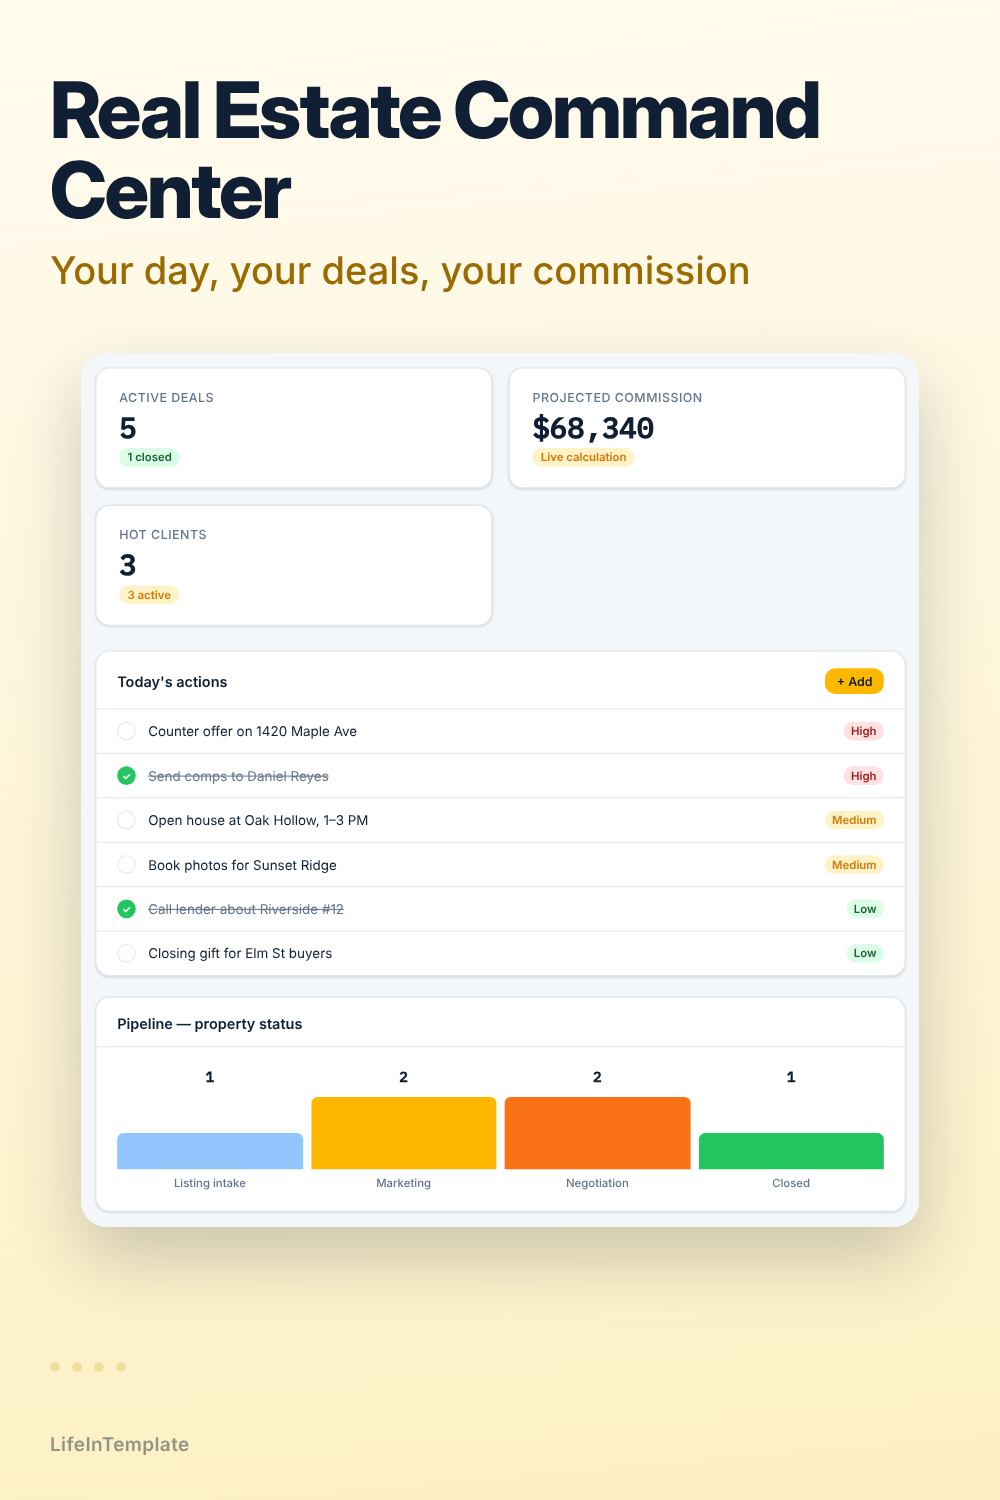 Real Estate Command
Center
Your day, your deals, your commission
ACTIVE DEALS
5
1 closed
PROJECTED COMMISSION
$68,340
Live calculation
HOT CLIENTS
3
3 active
Today's actions
+ Add
Counter offer on 1420 Maple Ave
High
Send comps to Daniel Reyes
High
Open house at Oak Hollow, 1–3 PM
Medium
Book photos for Sunset Ridge
Medium
Call lender about Riverside #12
Low
Closing gift for Elm St buyers
Low
Pipeline — property status
1
2
2
1
Listing intake
Marketing
Negotiation
Closed
LifeInTemplate